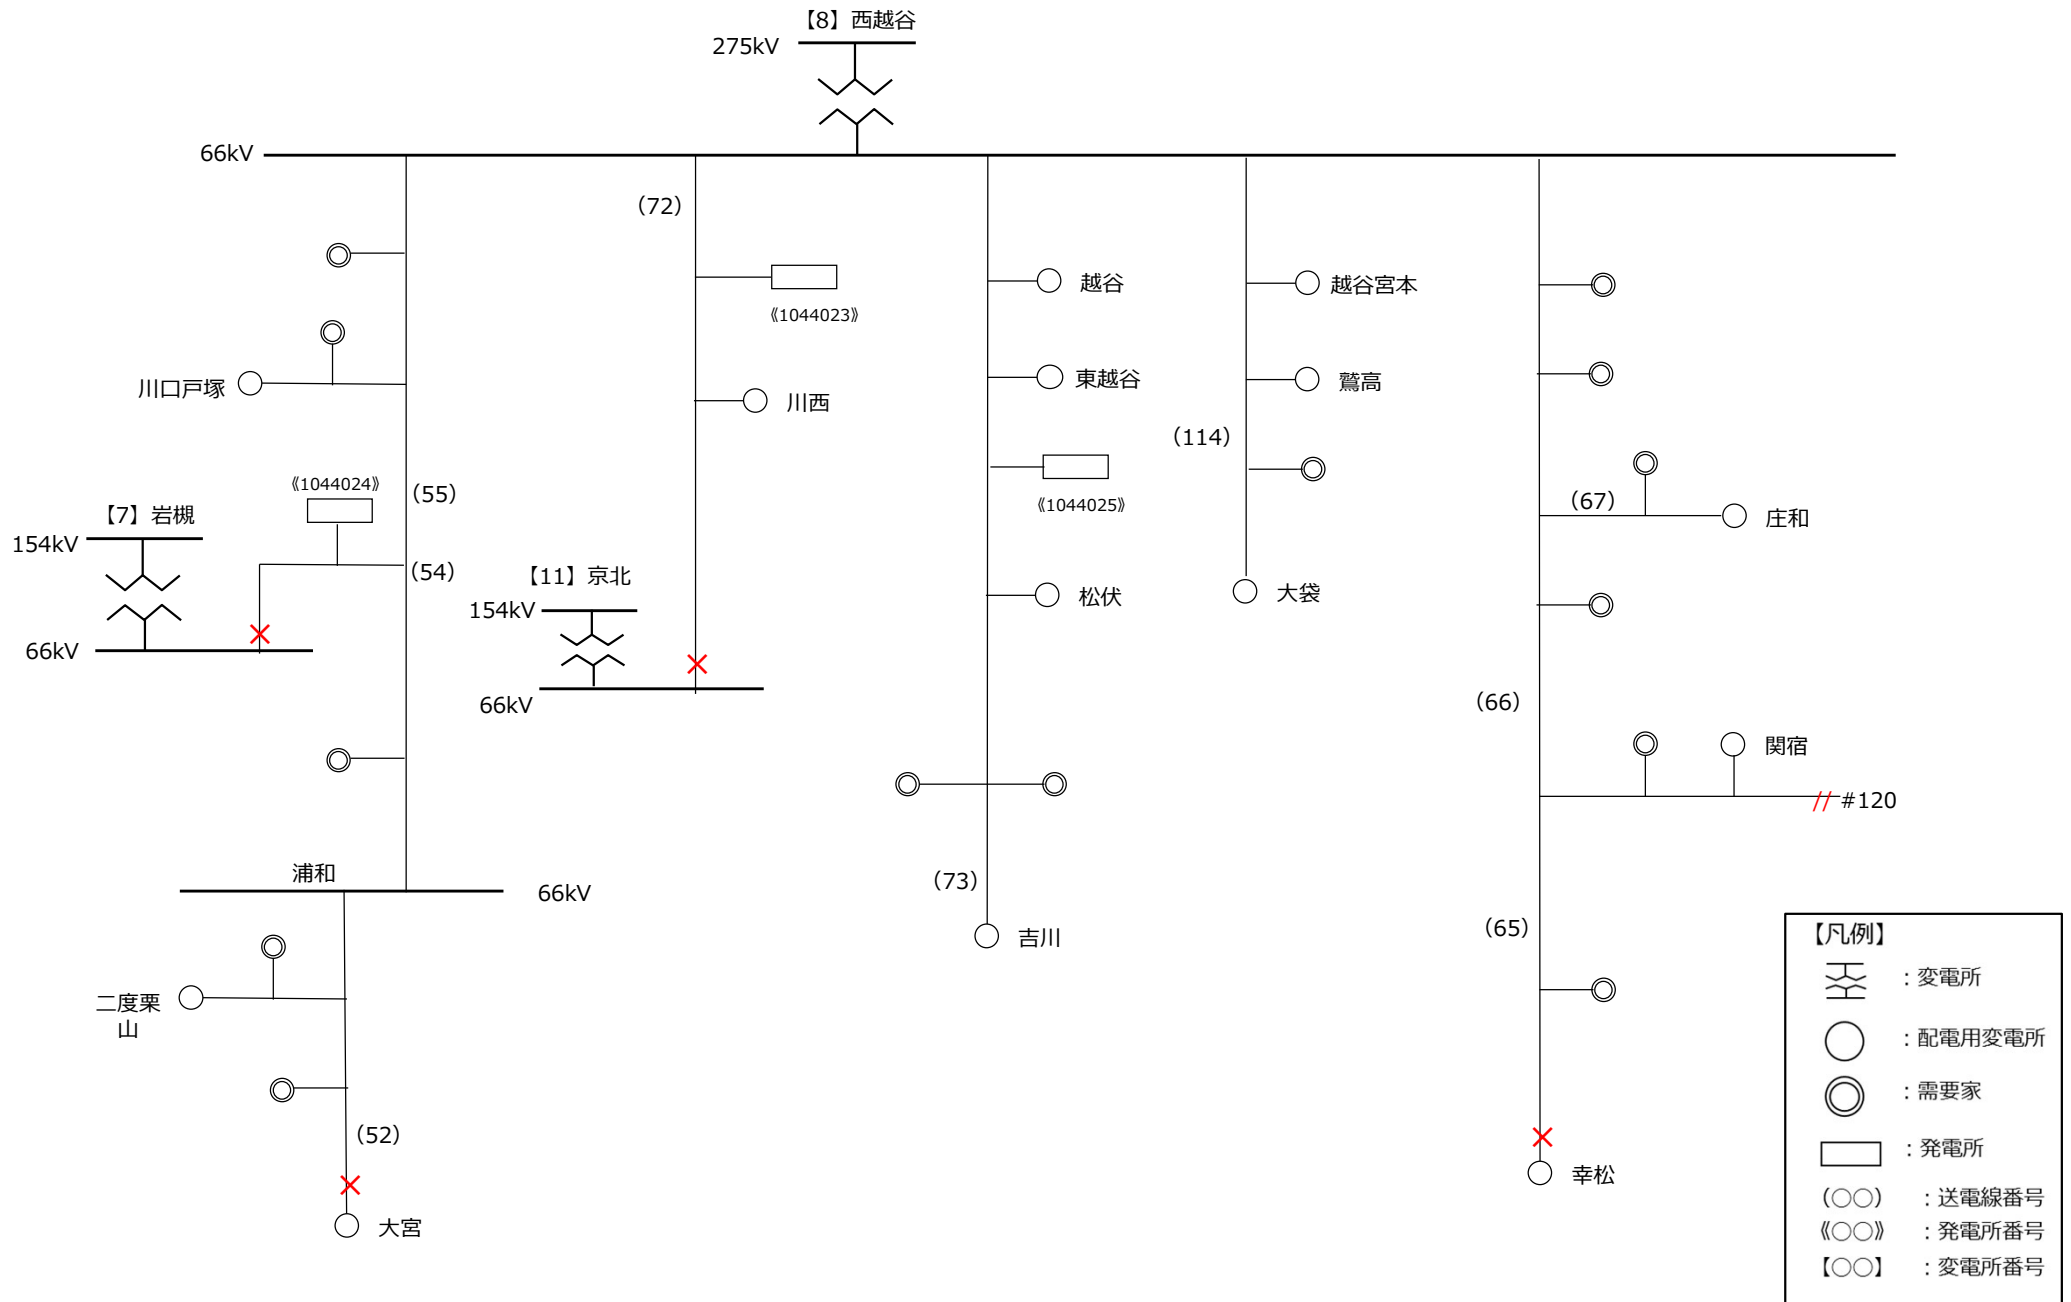 【8】西越谷
275kV
66kV
(72)
《1044023》
越谷
越谷宮本
川口戸塚
川西
東越谷
鷲高
(114)
《1044024》
(55)
《1044025》
(67)
庄和
【7】岩槻
154kV
(54)
【11】京北
154kV
松伏
大袋
66kV
66kV
(66)
関宿
#120
浦和
66kV
(73)
吉川
(65)
二度栗
山
(52)
大宮
幸松
【凡例】
:変電所
:配電用変電所
:需要家
:発電所
(○○) :送電線番号
《○○》 :発電所番号
【○○】 :変電所番号